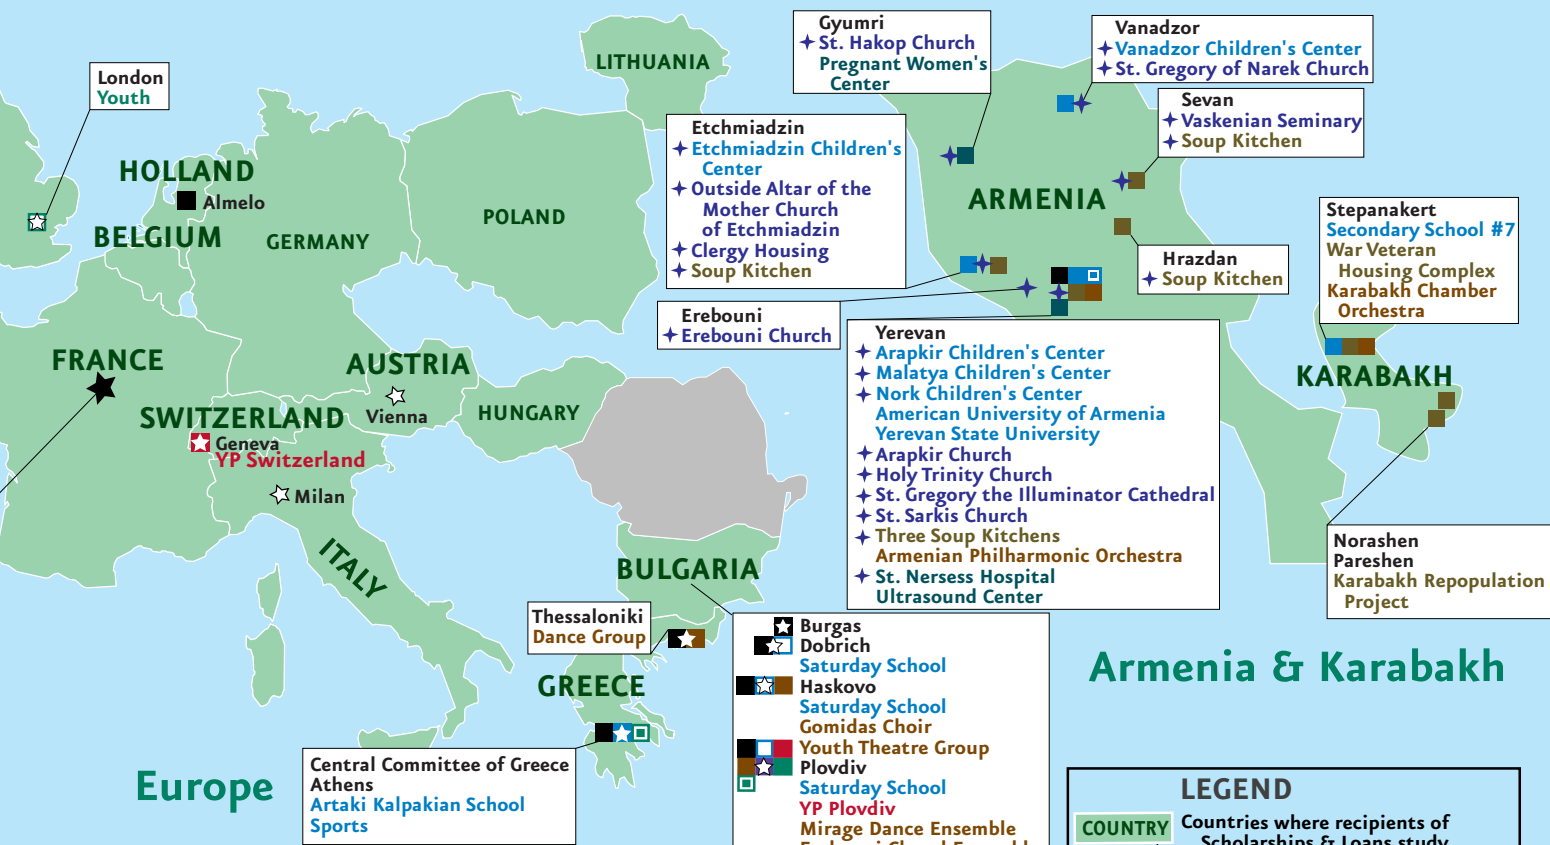 London
Youth
HOLLAND
Almelo
BELGIUM
GERMANY
LITHUANIA
POLAND
FRANCE
SWITZERLAND
Geneva
YP Switzerland
Milan
AUSTRIA
Vienna
HUNGARY
ITALY
BULGARIA
Thessaloniki
Dance Group
GREECE
Central Committee of Greece
Athens
Artaki Kalpakian School
Sports
Europe
Burgas
Dobrich
Saturday School
Haskovo
Saturday School
Gomidas Choir
Youth Theatre Group
Plovdiv
Saturday School
YP Plovdiv
Mirage Dance Ensemble
Gyumri
St. Hakop Church
Pregnant Women's
Center
Vanadzor
Vanadzor Children's Center
St. Gregory of Narek Church
Sevan
Vaskenian Seminary
Soup Kitchen
Etchmiadzin
Etchmiadzin Children's
Center
Outside Altar of the
Mother Church
of Etchmiadzin
Clergy Housing
Soup Kitchen
ARMENIA
Hrazdan
Soup Kitchen
Erebouni
Erebouni Church
Yerevan
Arapkir Children's Center
Malatya Children's Center
Nork Children's Center
American University of Armenia
Yerevan State University
Arapkir Church
Holy Trinity Church
St. Gregory the Illuminator Cathedral
St. Sarkis Church
Three Soup Kitchens
Armenian Philharmonic Orchestra
St. Nersess Hospital
Ultrasound Center
Stepanakert
Secondary School #7
War Veteran
Housing Complex
Karabakh Chamber
Orchestra
KARABAKH
Norashen
Pareshen
Karabakh Repopulation
Project
Armenia & Karabakh
LEGEND
COUNTRY
Countries where recipients of
Scholarships & Loans study